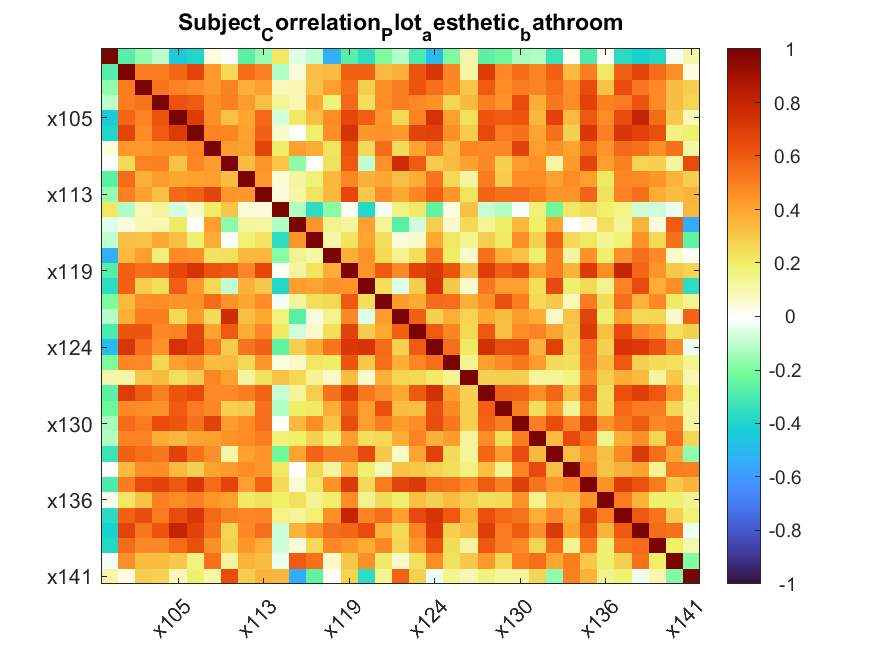 Subject_Correlation_Plot_aesthetic_bathroom
x105
x113
x119
x124
x130
x136
x141
x105
x113
x119
x124
x130
x136
x141
1
0.8
0.6
0.4
0.2
0
-0.2
-0.4
-0.6
-0.8
-1